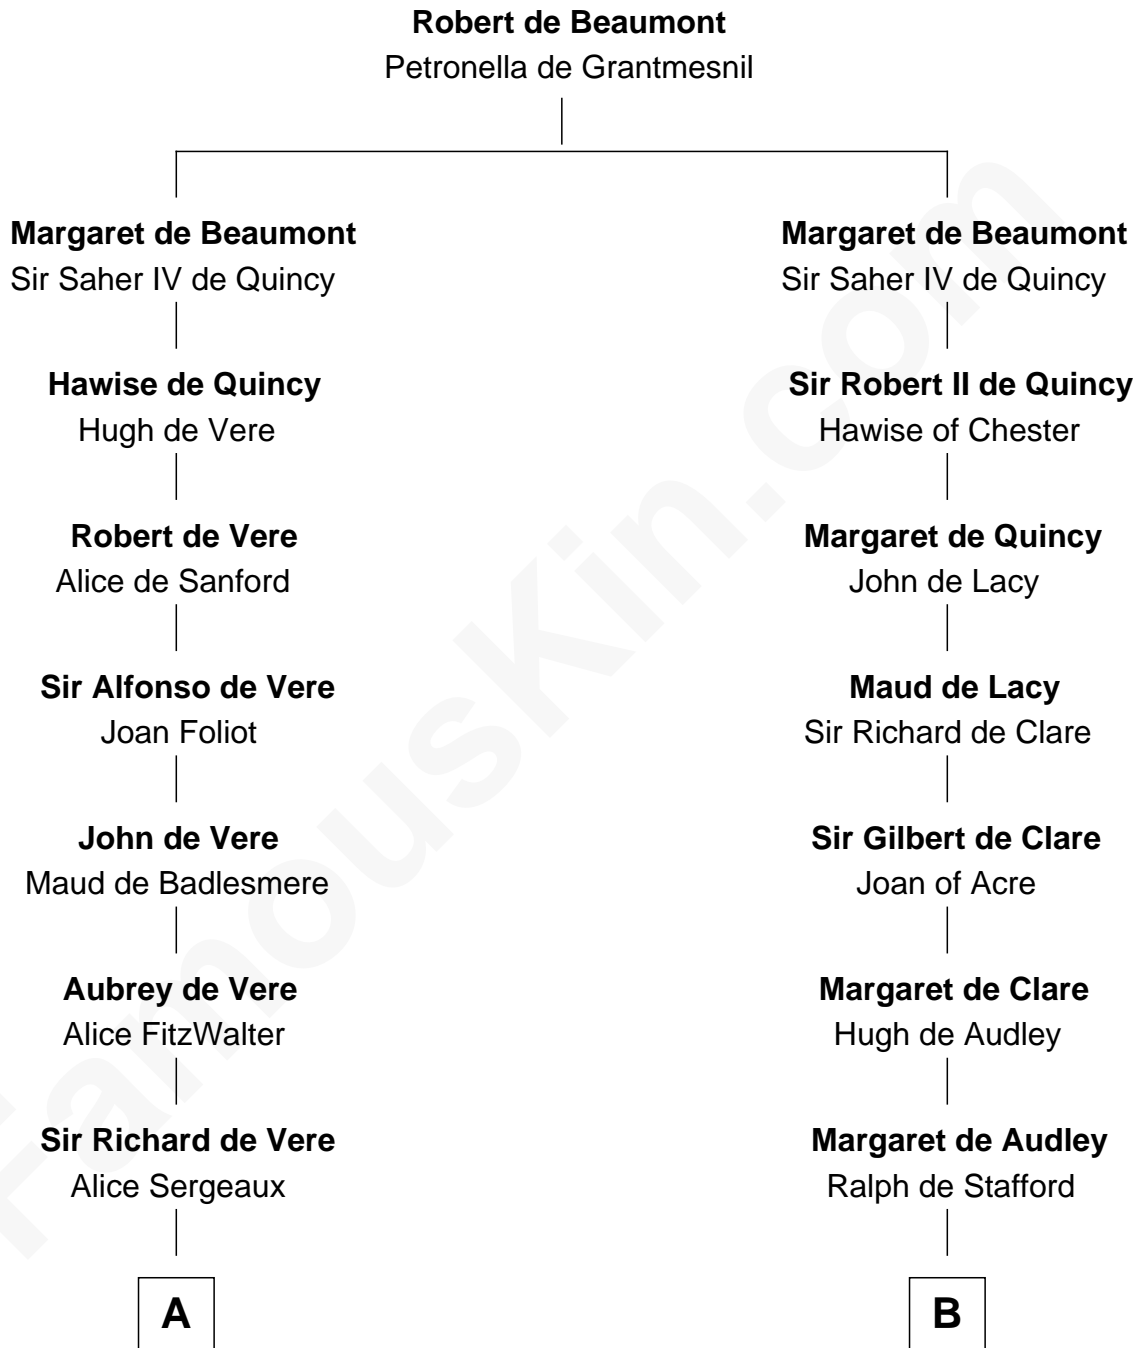 Robert de Beaumont
Petronella de Grantmesnil
Margaret de Beaumont
Sir Saher IV de Quincy
Margaret de Beaumont
Sir Saher IV de Quincy
Hawise de Quincy
Hugh de Vere
Sir Robert II de Quincy
Hawise of Chester
Robert de Vere
Alice de Sanford
Margaret de Quincy
John de Lacy
Sir Alfonso de Vere
Joan Foliot
Maud de Lacy
Sir Richard de Clare
John de Vere
Maud de Badlesmere
Sir Gilbert de Clare
Joan of Acre
Aubrey de Vere
Alice FitzWalter
Margaret de Clare
Hugh de Audley
Sir Richard de Vere
Alice Sergeaux
Margaret de Audley
Ralph de Stafford
A
B
FamousKin.com